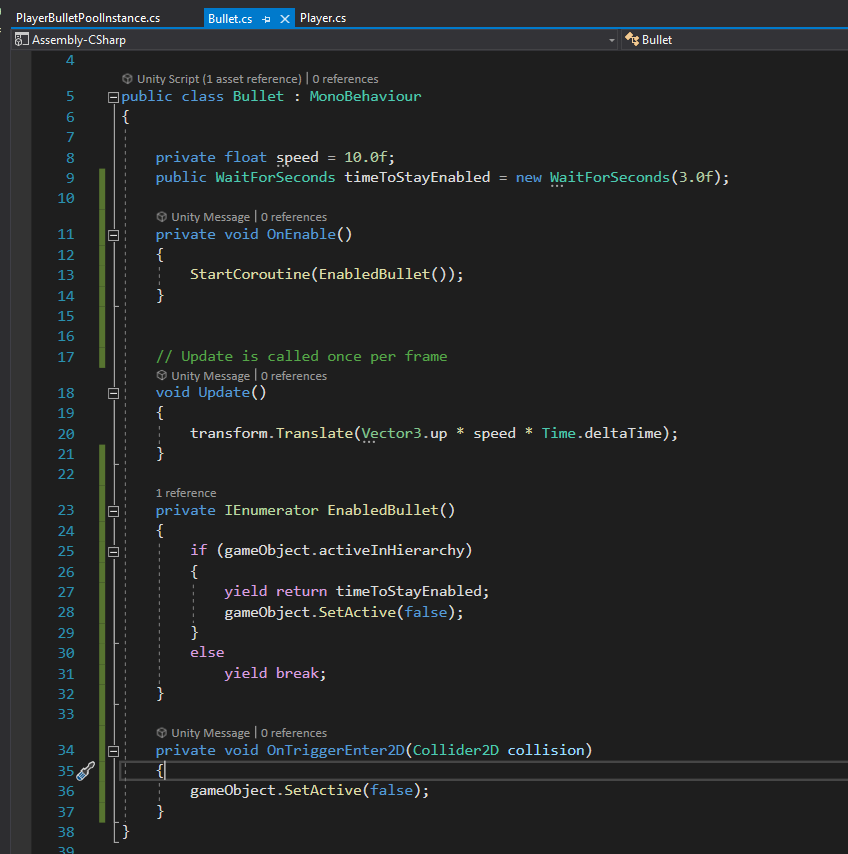 PlayerBulletPoolInstance.cs Bullet.cs Player.cs
Assembly-CSharp Bullet
4
Unity Script (1 asset reference) | 0 references
5 public class Bullet : MonoBehaviour
6 {
7
8 private float speed = 10.0f;
9 public WaitForSeconds timeToStayEnabled = new WaitForSeconds(3.0f);
10
Unity Message | 0 references
11 private void OnEnable()
12 {
13 StartCoroutine(EnabledBullet());
14 }
15
16
17 // Update is called once per frame
Unity Message | 0 references
18 void Update()
19 {
20 transform.Translate(Vector3.up * speed * Time.deltaTime);
21 }
22
1 reference
23 private IEnumerator EnabledBullet()
24 {
25 if (gameObject.activeInHierarchy)
26 {
27 yield return timeToStayEnabled;
28 gameObject.SetActive(false);
29 }
30 else
31 yield break;
32 }
33
Unity Message | 0 references
34 private void OnTriggerEnter2D(Collider2D collision)
35 {
36 gameObject.SetActive(false);
37 }
38 }
39